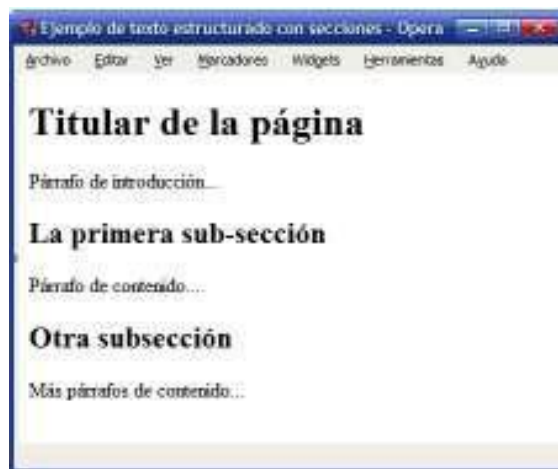 Ejemplo de texto estructurado con secciones - Opera
Archivo Editar Ver Marcadores Widgets Herramientas Ayuda
Titular de la página
Párrafo de introducción...
La primera sub-sección
Párrafo de contenido....
Otra subsección
Más párrafos de contenido...